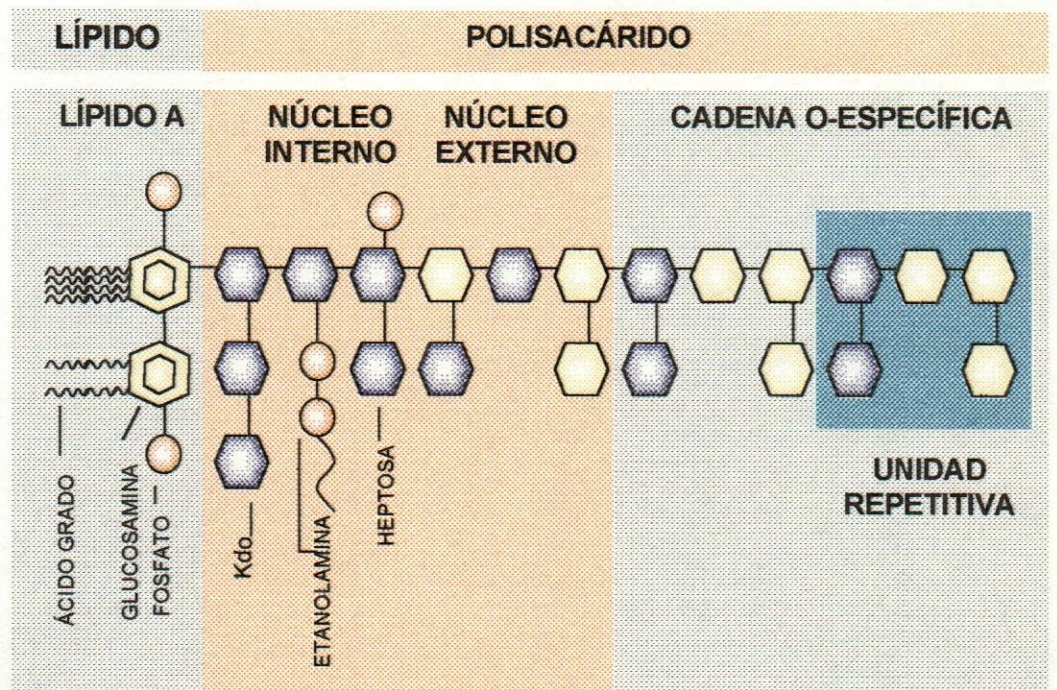 LÍPIDO
POLISACÁRIDO
LÍPIDO A
NÚCLEO
INTERNO
NÚCLEO
EXTERNO
CADENA O-ESPECÍFICA
ÁCIDO GRADO
GLUCOSAMINA
FOSFATO
Kdo
ETANOLAMINA
HEPTOSA
UNIDAD
REPETITIVA